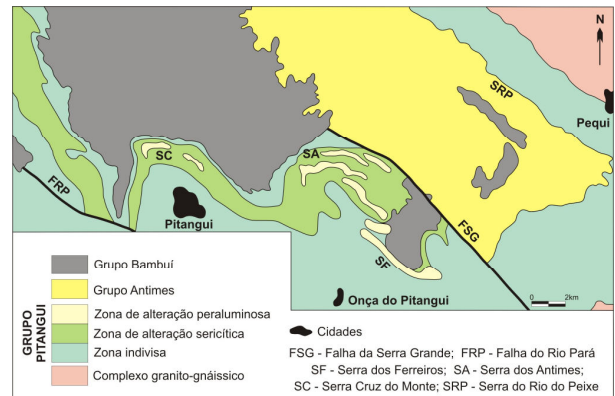 N
SRP
Pequi
SC
SA
FRP
Pitangui
FSG
SF
Onça do Pitangui
0 2km
GRUPO
PITANGUI
Grupo Bambuí
Grupo Antimes
Zona de alteração peraluminosa
Zona de alteração sericítica
Zona indivisa
Complexo granito-gnáissico
Cidades
FSG - Falha da Serra Grande; FRP - Falha do Rio Pará
SF - Serra dos Ferreiros; SA - Serra dos Antimes;
SC - Serra Cruz do Monte; SRP - Serra do Rio do Peixe